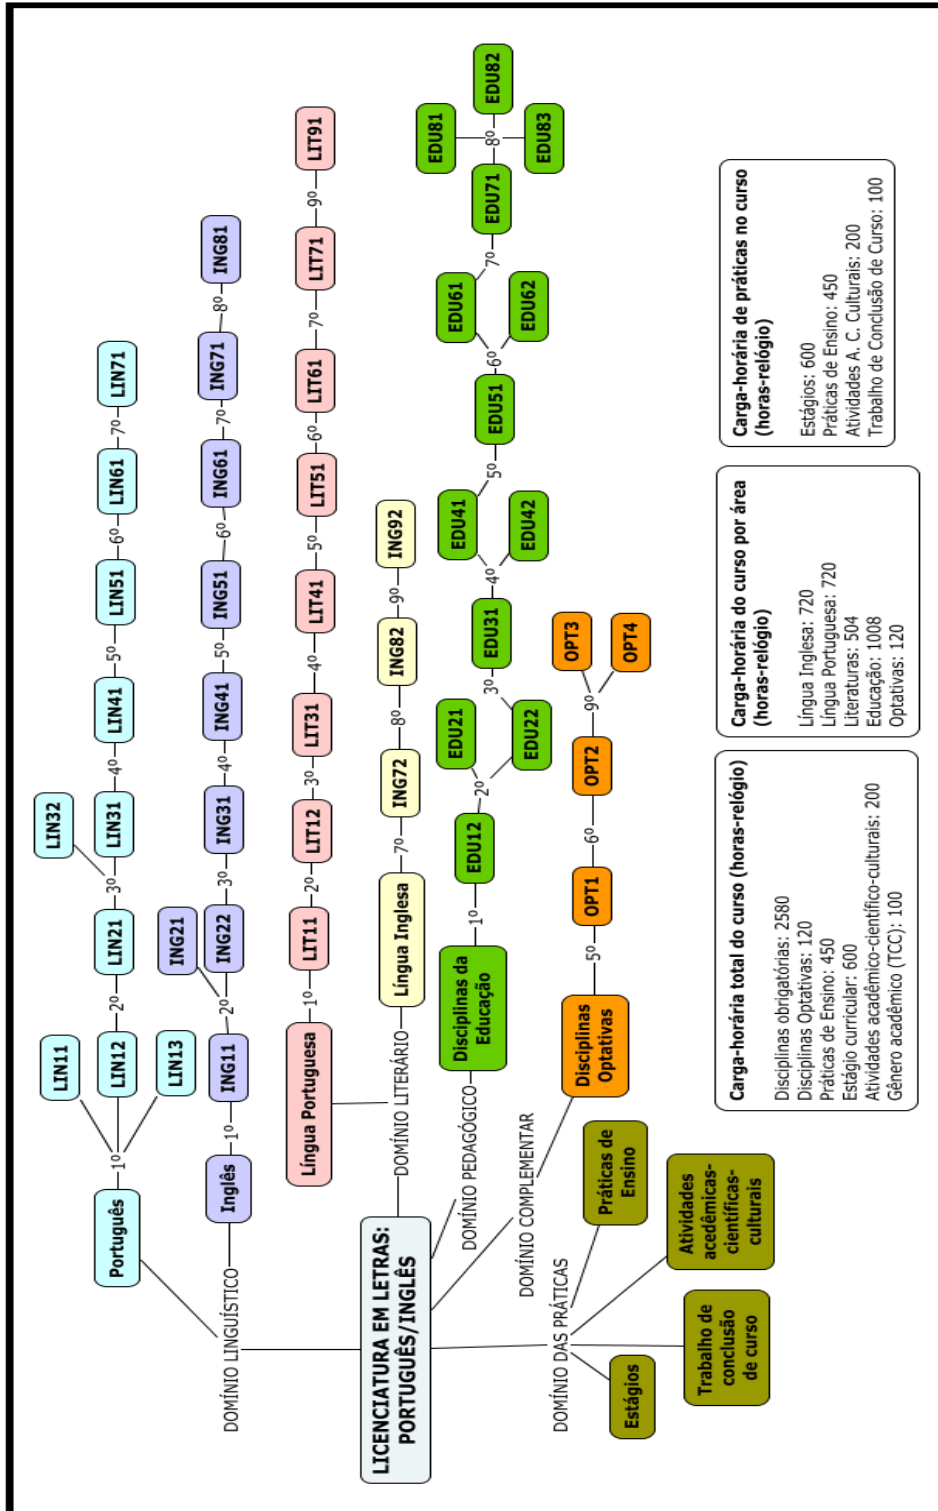 LICENCIATURA EM LETRAS:
PORTUGUÊS/INGLÊS
DOMÍNIO LINGUÍSTICO
Português
1º
LIN11
LIN12
LIN13
2º
LIN21
3º
LIN32
LIN31
4º
LIN41
5º
LIN51
6º
LIN61
7º
LIN71
Inglês
1º
ING11
2º
ING21
ING22
3º
ING31
4º
ING41
5º
ING51
6º
ING61
7º
ING71
8º
ING81
DOMÍNIO LITERÁRIO
Língua Portuguesa
1º
LIT11
2º
LIT12
3º
LIT31
4º
LIT41
5º
LIT51
6º
LIT61
7º
LIT71
9º
LIT91
Língua Inglesa
7º
ING72
8º
ING82
9º
ING92
DOMÍNIO PEDAGÓGICO
Disciplinas da
Educação
1º
EDU12
2º
EDU21
EDU22
3º
EDU31
4º
EDU41
EDU42
5º
EDU51
6º
EDU61
EDU62
7º
EDU71
8º
EDU81
EDU82
EDU83
DOMÍNIO COMPLEMENTAR
Disciplinas
Optativas
5º
OPT1
6º
OPT2
9º
OPT3
OPT4
DOMÍNIO DAS PRÁTICAS
Práticas de
Ensino
Estágios
Atividades
acedêmicas-
científicas-
culturais
Trabalho de
conclusão
de curso
Carga-horária total do curso (horas-relógio)
Disciplinas obrigatórias: 2580
Disciplinas Optativas: 120
Práticas de Ensino: 450
Estágio curricular: 600
Atividades acadêmico-científico-culturais: 200
Gênero acadêmico (TCC): 100
Carga-horária do curso por área
(horas-relógio)
Língua Inglesa: 720
Língua Portuguesa: 720
Literaturas: 504
Educação: 1008
Optativas: 120
Carga-horária de práticas no curso
(horas-relógio)
Estágios: 600
Práticas de Ensino: 450
Atividades A. C. Culturais: 200
Trabalho de Conclusão de Curso: 100